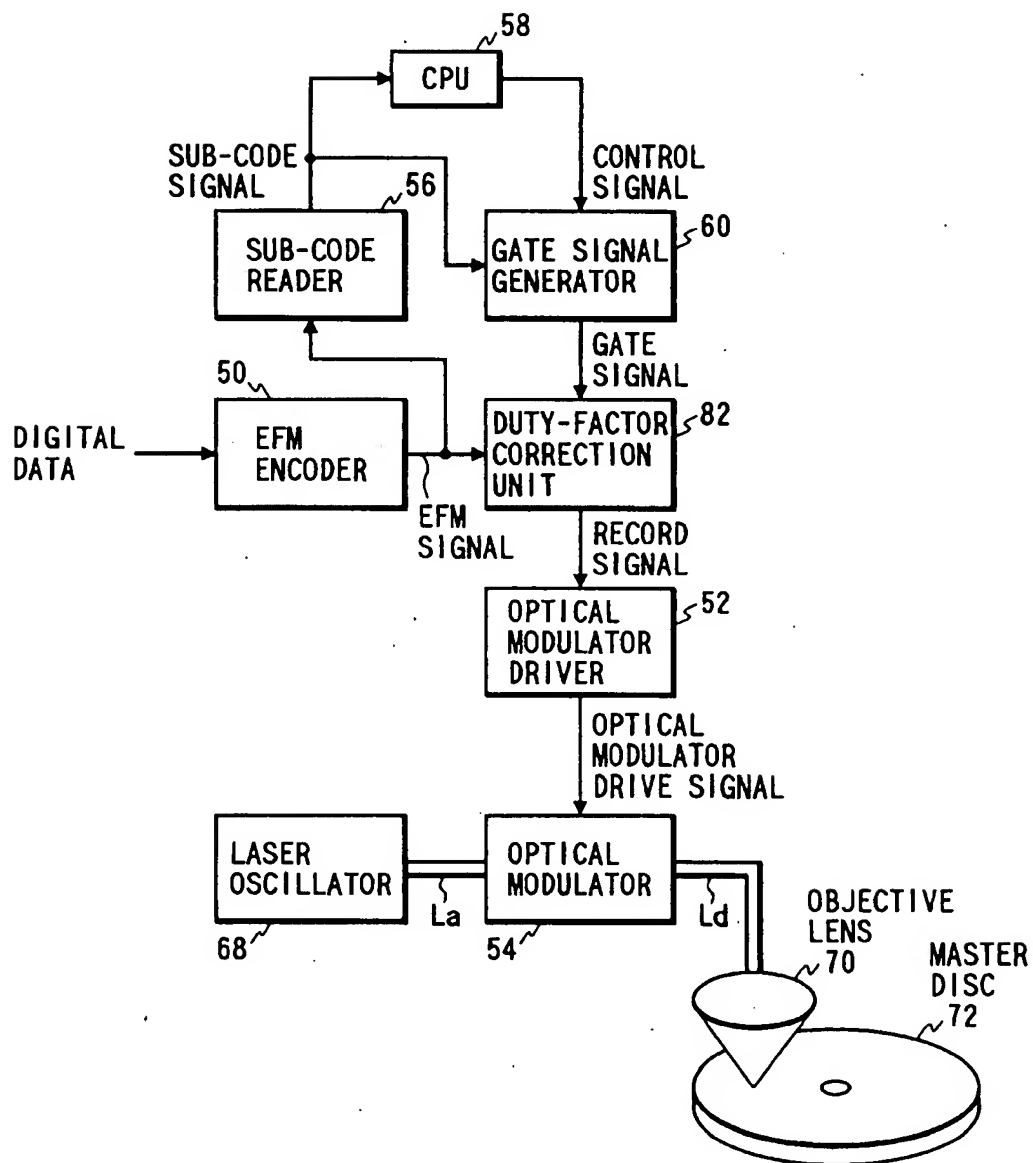 58
CPU
SUB-CODE
SIGNAL
56
CONTROL
SIGNAL
60
SUB-CODE
READER
GATE SIGNAL
GENERATOR
GATE
SIGNAL
50
82
DIGITAL
DATA
EFM
ENCODER
DUTY-FACTOR
CORRECTION
UNIT
EFM
SIGNAL
RECORD
SIGNAL
52
OPTICAL
MODULATOR
DRIVER
OPTICAL
MODULATOR
DRIVE SIGNAL
LASER
OSCILLATOR
La
OPTICAL
MODULATOR
Ld
68
54
OBJECTIVE
LENS
70
MASTER
DISC
72